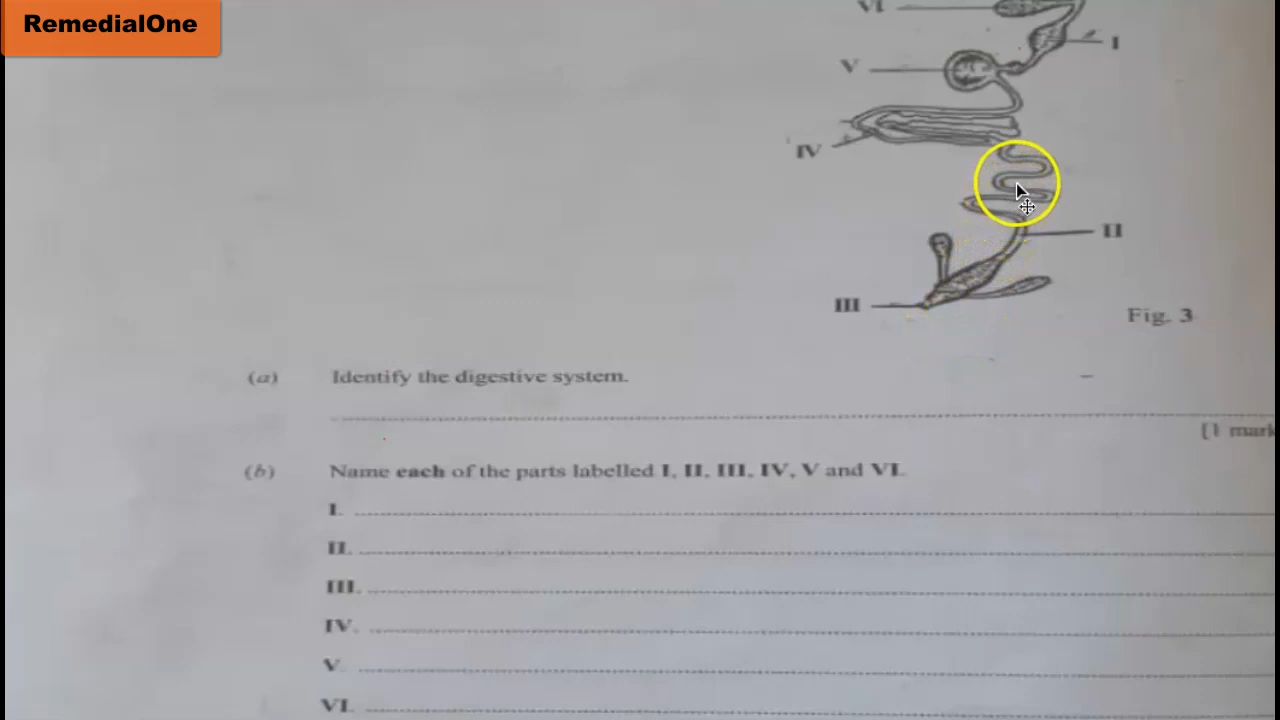 RemedialOne
VI
I
V
IV
II
III
Fig. 3
(a) Identify the digestive system.
[1 mark
(b) Name each of the parts labelled I, II, III, IV, V and VI.
I.
II.
III.
IV.
V.
VI.